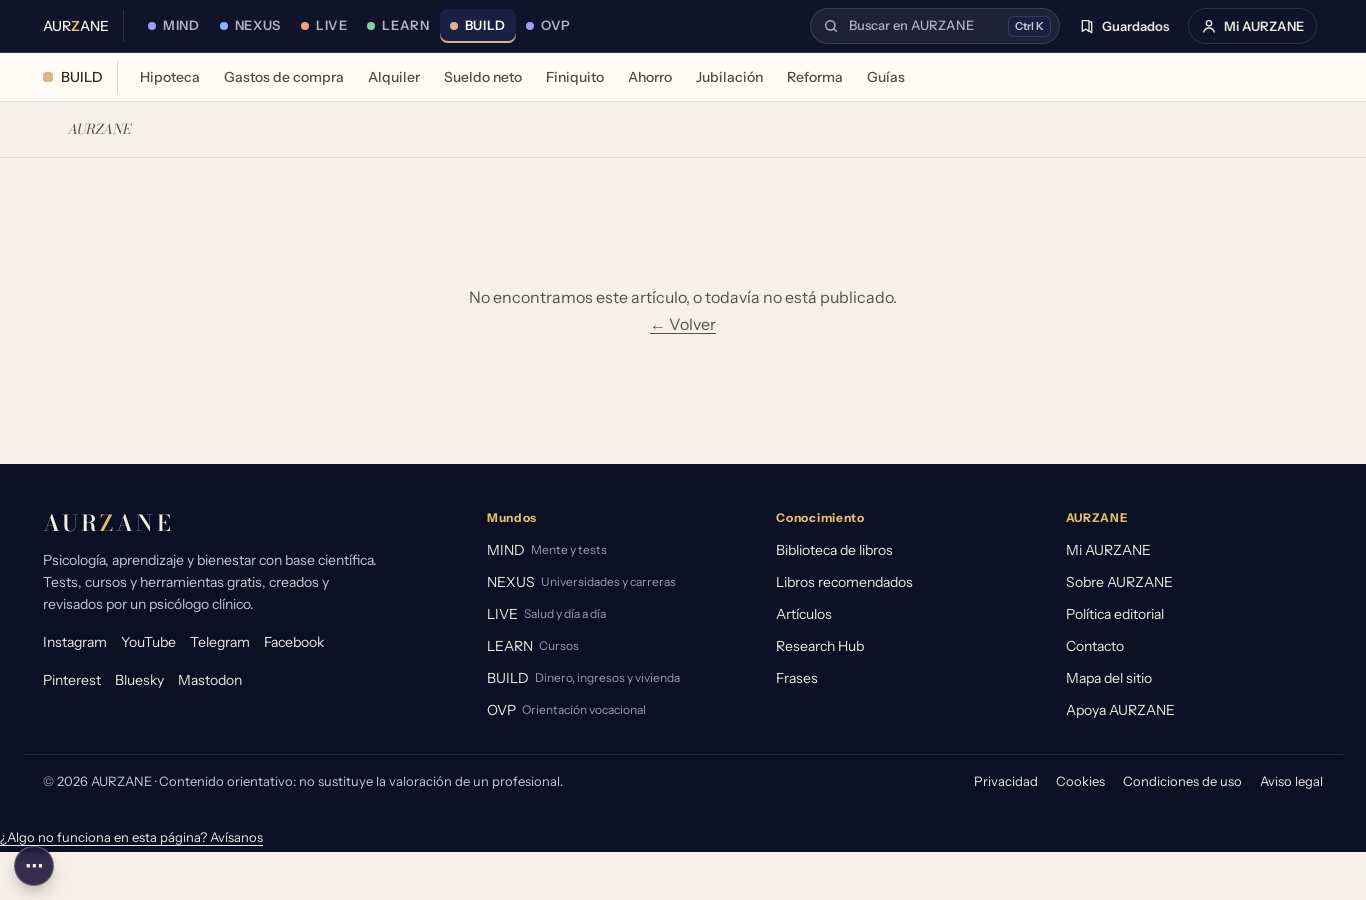 AURZANE MIND NEXUS LIVE LEARN BUILD OVP Buscar en AURZANE Ctrl K Guardados Mi AURZANE
BUILD Hipoteca Gastos de compra Alquiler Sueldo neto Finiquito Ahorro Jubilación Reforma Guías
AURZANE
No encontramos este artículo, o todavía no está publicado.
← Volver
AURZANE
Psicología, aprendizaje y bienestar con base científica.
Tests, cursos y herramientas gratis, creados y
revisados por un psicólogo clínico.
Instagram YouTube Telegram Facebook
Pinterest Bluesky Mastodon
Mundos
MIND Mente y tests
NEXUS Universidades y carreras
LIVE Salud y día a día
LEARN Cursos
BUILD Dinero, ingresos y vivienda
OVP Orientación vocacional
Conocimiento
Biblioteca de libros
Libros recomendados
Artículos
Research Hub
Frases
AURZANE
Mi AURZANE
Sobre AURZANE
Política editorial
Contacto
Mapa del sitio
Apoya AURZANE
© 2026 AURZANE · Contenido orientativo: no sustituye la valoración de un profesional.
Privacidad Cookies Condiciones de uso Aviso legal
¿Algo no funciona en esta página? Avísanos